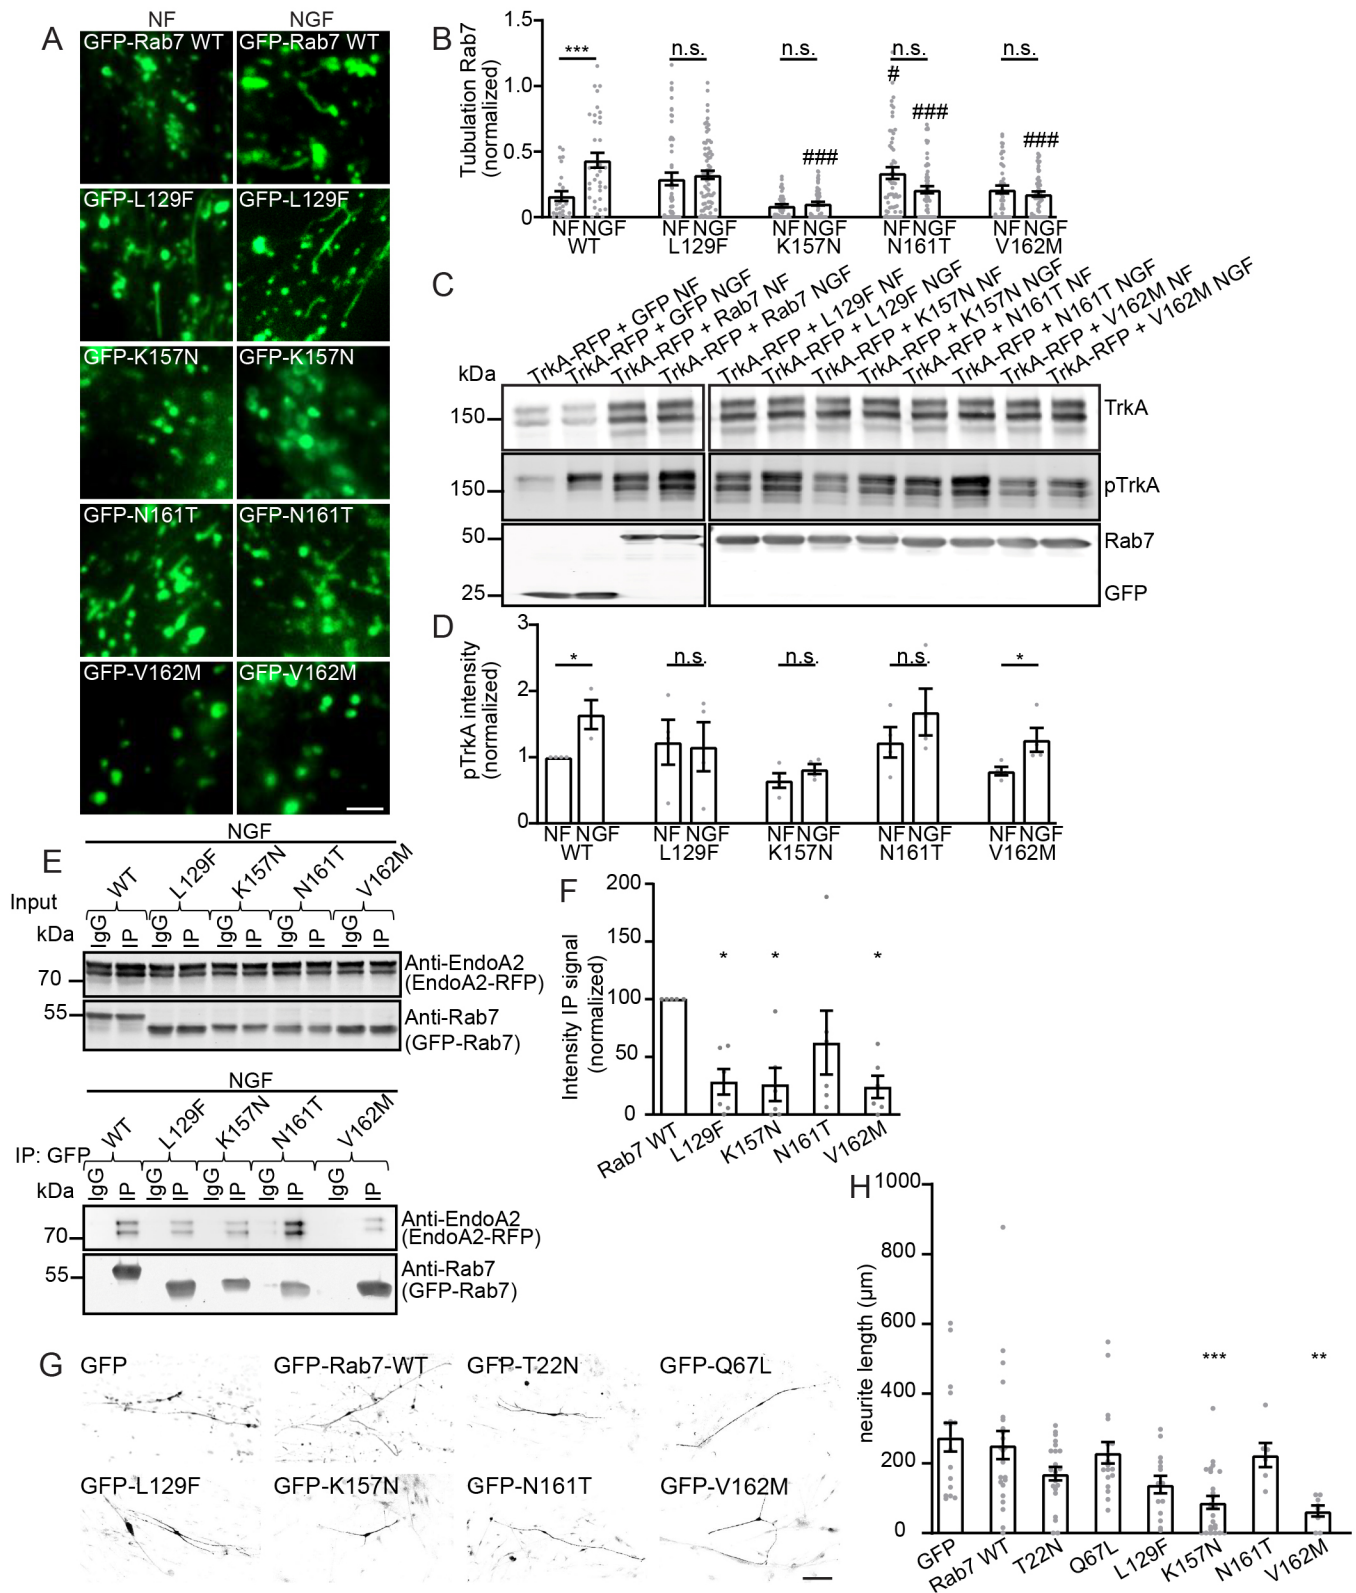 A
NF
NGF
GFP-Rab7 WT
GFP-Rab7 WT
GFP-L129F
GFP-L129F
GFP-K157N
GFP-K157N
GFP-N161T
GFP-N161T
GFP-V162M
GFP-V162M
B
Tubulation Rab7
(normalized)
1.5
1.0
0.5
0
***
n.s.
n.s.
n.s.
n.s.
#
###
###
###
NF NGF
NF NGF
NF NGF
NF NGF
NF NGF
WT
L129F
K157N
N161T
V162M
C
TrkA-RFP + GFP NF
TrkA-RFP + GFP NGF
TrkA-RFP + Rab7 NF
TrkA-RFP + Rab7 NGF
TrkA-RFP + L129F NF
TrkA-RFP + L129F NGF
TrkA-RFP + K157N NF
TrkA-RFP + K157N NGF
TrkA-RFP + N161T NF
TrkA-RFP + N161T NGF
TrkA-RFP + V162M NF
TrkA-RFP + V162M NGF
kDa
150
TrkA
150
pTrkA
50
Rab7
25
GFP
D
pTrkA intensity
(normalized)
3
2
1
0
*
n.s.
n.s.
n.s.
*
NF NGF
NF NGF
NF NGF
NF NGF
NF NGF
WT
L129F
K157N
N161T
V162M
E
NGF
WT
L129F
K157N
N161T
V162M
Input
kDa
IgG
IP
IgG
IP
IgG
IP
IgG
IP
IgG
IP
70
Anti-EndoA2
(EndoA2-RFP)
55
Anti-Rab7
(GFP-Rab7)
NGF
WT
L129F
K157N
N161T
V162M
IP: GFP
kDa
IgG
IP
IgG
IP
IgG
IP
IgG
IP
IgG
IP
70
Anti-EndoA2
(EndoA2-RFP)
55
Anti-Rab7
(GFP-Rab7)
F
Intensity IP signal
(normalized)
200
150
100
50
0
*
*
*
Rab7 WT
L129F
K157N
N161T
V162M
G
GFP
GFP-Rab7-WT
GFP-T22N
GFP-Q67L
GFP-L129F
GFP-K157N
GFP-N161T
GFP-V162M
H
neurite length (µm)
1000
800
600
400
200
0
***
**
GFP
Rab7 WT
T22N
Q67L
L129F
K157N
N161T
V162M